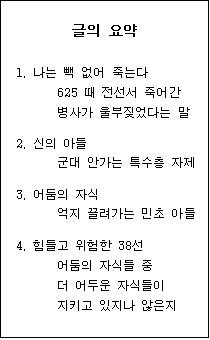 글의 요약
1. 나는 빽 없어 죽는다
625 때 전선서 죽어간
병사가 울부짖었다는 말
2. 신의 아들
군대 안가는 특수층 자제
3. 어둠의 자식
억지 끌려가는 민초 아들
4. 힘들고 위험한 38선
어둠의 자식들 중
더 어두운 자식들이
지키고 있지나 않은지